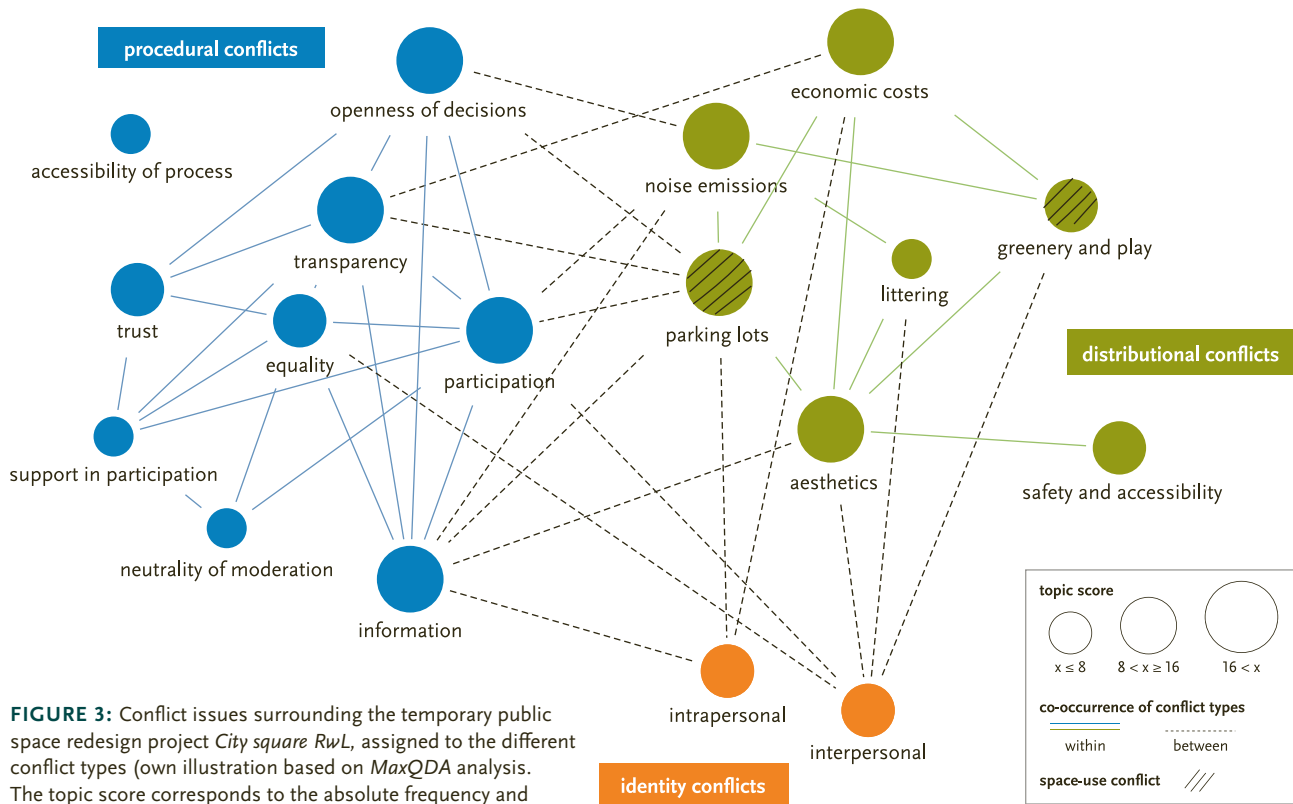 procedural conflicts
openness of decisions
economic costs
accessibility of process
noise emissions
transparency
greenery and play
trust
littering
equality
parking lots
participation
distributional conflicts
support in participation
aesthetics
safety and accessibility
neutrality of moderation
information
intrapersonal
interpersonal
identity conflicts
topic score
x ≤ 8
8 < x ≥ 16
16 < x
co-occurrence of conflict types
within
between
space-use conflict
FIGURE 3: Conflict issues surrounding the temporary public
space redesign project City square RwL, assigned to the different
conflict types (own illustration based on MaxQDA analysis.
The topic score corresponds to the absolute frequency and